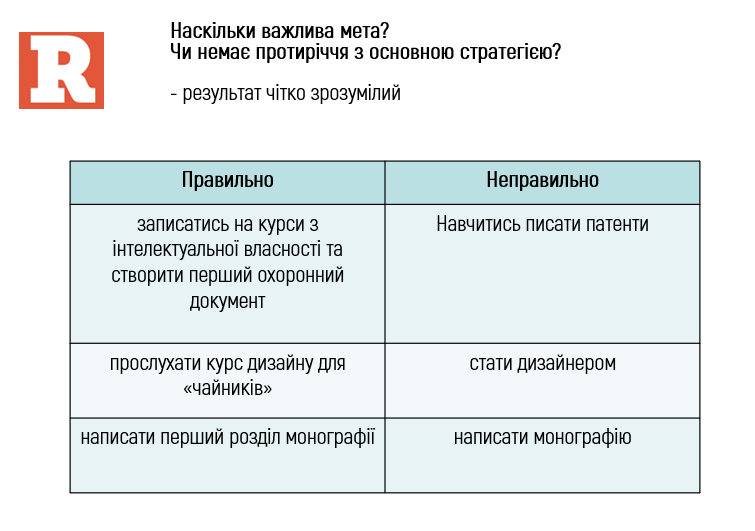 R
Наскільки важлива мета?
Чи немає протиріччя з основною стратегією?
- результат чітко зрозумілий
Правильно
Неправильно
записатись на курси з
інтелектуальної власності та
створити перший охоронний
документ
Навчитись писати патенти
прослухати курс дизайну для
«чайників»
стати дизайнером
написати перший розділ монографії
написати монографію